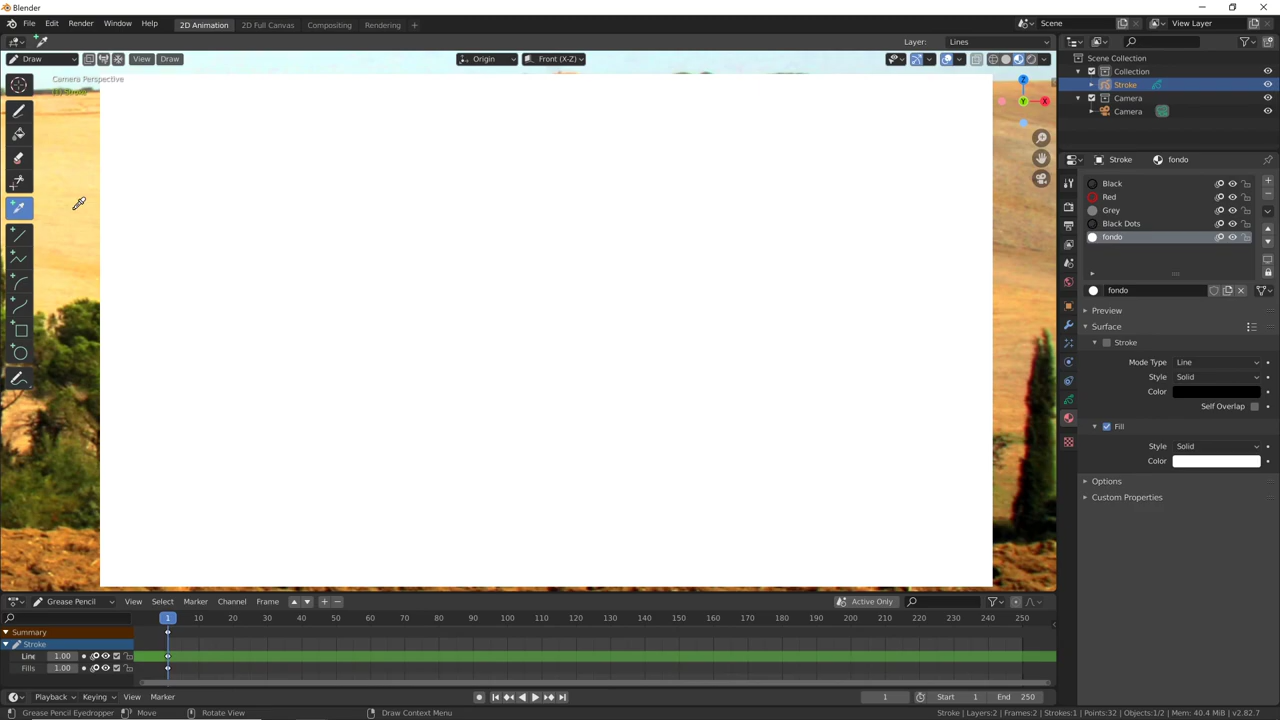 Blender
File Edit Render Window Help 2D Animation 2D Full Canvas Compositing Rendering + Scene View Layer
Layer: Lines
Draw View Draw Origin Front (X-Z)
Camera Perspective
(1) Stroke
Z
Y X
Scene Collection
Collection
Stroke
Camera
Camera
Stroke fondo
Black
Red
Grey
Black Dots
fondo
fondo
Preview
Surface
Stroke
Mode Type Line
Style Solid
Color
Self Overlap
Fill
Style Solid
Color
Options
Custom Properties
Grease Pencil View Select Marker Channel Frame Active Only
1 10 20 30 40 50 60 70 80 90 100 110 120 130 140 150 160 170 180 190 200 210 220 230 240 250
Summary
Stroke
Line 1.00
Fills 1.00
Playback Keying View Marker 1 Start 1 End 250
Grease Pencil Eyedropper Move Rotate View Draw Context Menu Stroke | Layers:2 | Frames:2 | Strokes:1 | Points:32 | Objects:1/2 | Mem: 40.4 MiB | v2.82.7